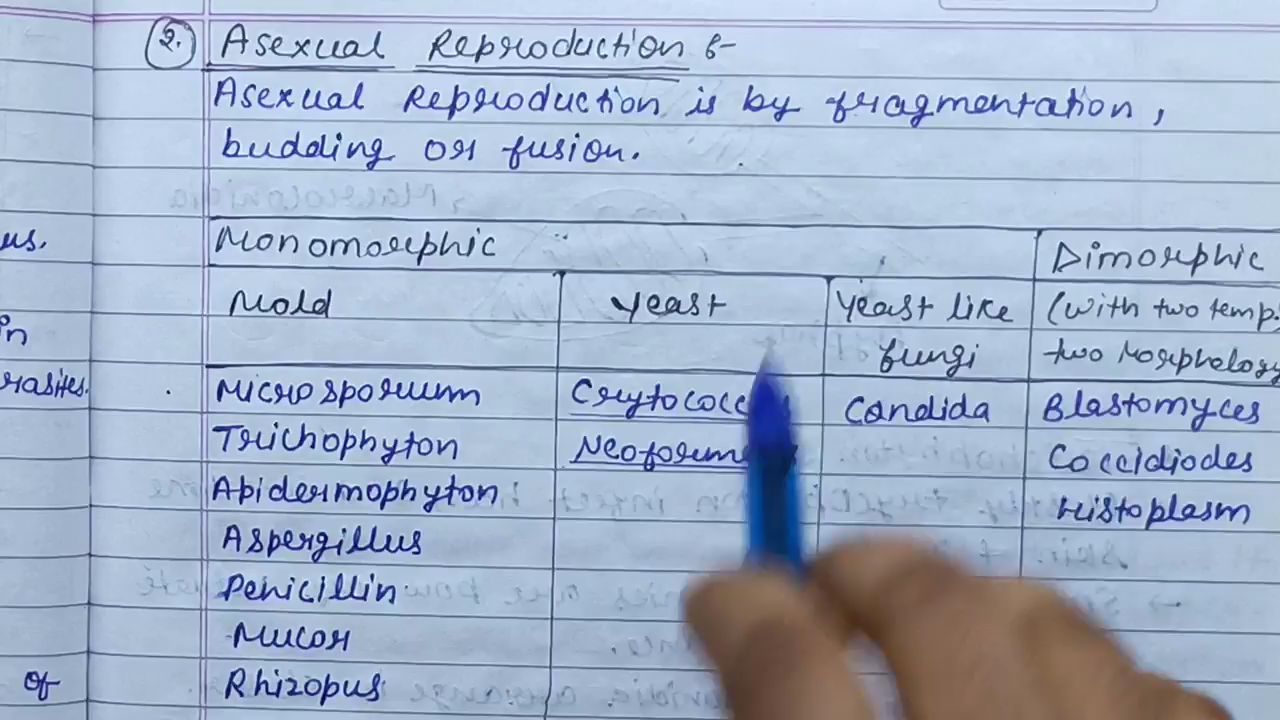 2. Asexual Reproduction :-
Asexual Reproduction is by fragmentation,
budding or fusion.
us.
Monomorphic
Dimorphic
Mold
Yeast
Yeast like
fungi
(with two temp.
two Morphology
in
rasites.
Microsporum
Trichophyton
Apidermophyton
Aspergillus
Penicillin
Mucor
Rhizopus
Candida
Blastomyces
Coccidiodes
Histoplasm
of